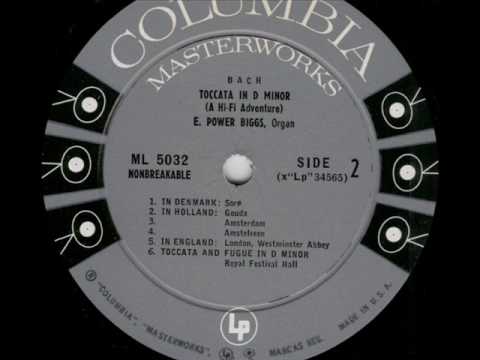 COLUMBIA
MASTERWORKS
BACH
TOCCATA IN D MINOR
(A Hi-Fi Adventure)
E. POWER BIGGS, Organ
ML 5032
NONBREAKABLE
SIDE 2
(x"Lp" 34565)
1. IN DENMARK: Sorø
2. IN HOLLAND: Gouda
3. Amsterdam
4. Amstelveen
5. IN ENGLAND: London, Westminster Abbey
6. TOCCATA AND FUGUE IN D MINOR
Royal Festival Hall
Lp
® "COLUMBIA", "MASTERWORKS", MARCAS REG. MADE IN U.S.A.